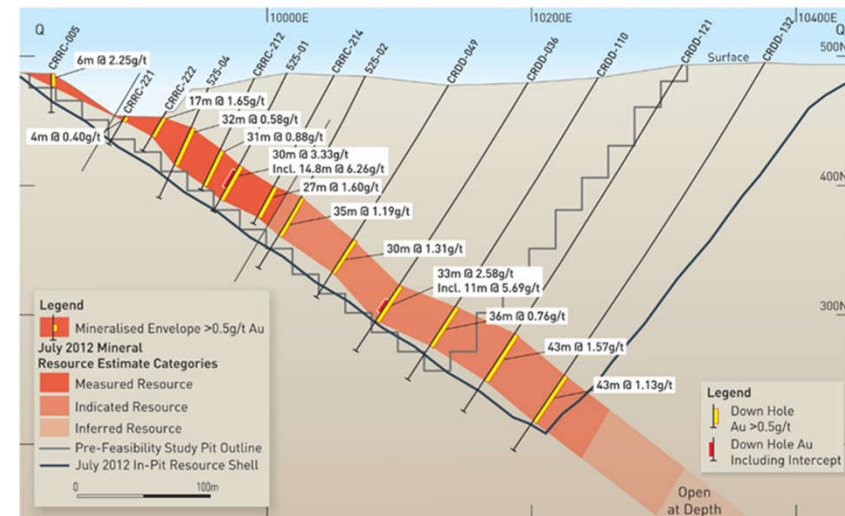 10000E
10200E
10400E
Q
Q
500N
400N
300N
Surface
CRRC-005
CRRC-221
CRRC-222
525-04
CRRC-212
525-01
CRRC-214
525-02
CRDD-049
CRDD-036
CRDD-110
CRDD-121
CRDD-132
6m @ 2.25g/t
4m @ 0.40g/t
17m @ 1.65g/t
32m @ 0.58g/t
31m @ 0.88g/t
30m @ 3.33g/t
Incl. 14.8m @ 6.26g/t
27m @ 1.60g/t
35m @ 1.19g/t
30m @ 1.31g/t
33m @ 2.58g/t
Incl. 11m @ 5.69g/t
36m @ 0.76g/t
43m @ 1.57g/t
43m @ 1.13g/t
Open
at Depth
Legend
Mineralised Envelope >0.5g/t Au
July 2012 Mineral
Resource Estimate Categories
Measured Resource
Indicated Resource
Inferred Resource
Pre-Feasibility Study Pit Outline
July 2012 In-Pit Resource Shell
0 100m
Legend
Down Hole
Au >0.5g/t
Down Hole Au
Including Intercept